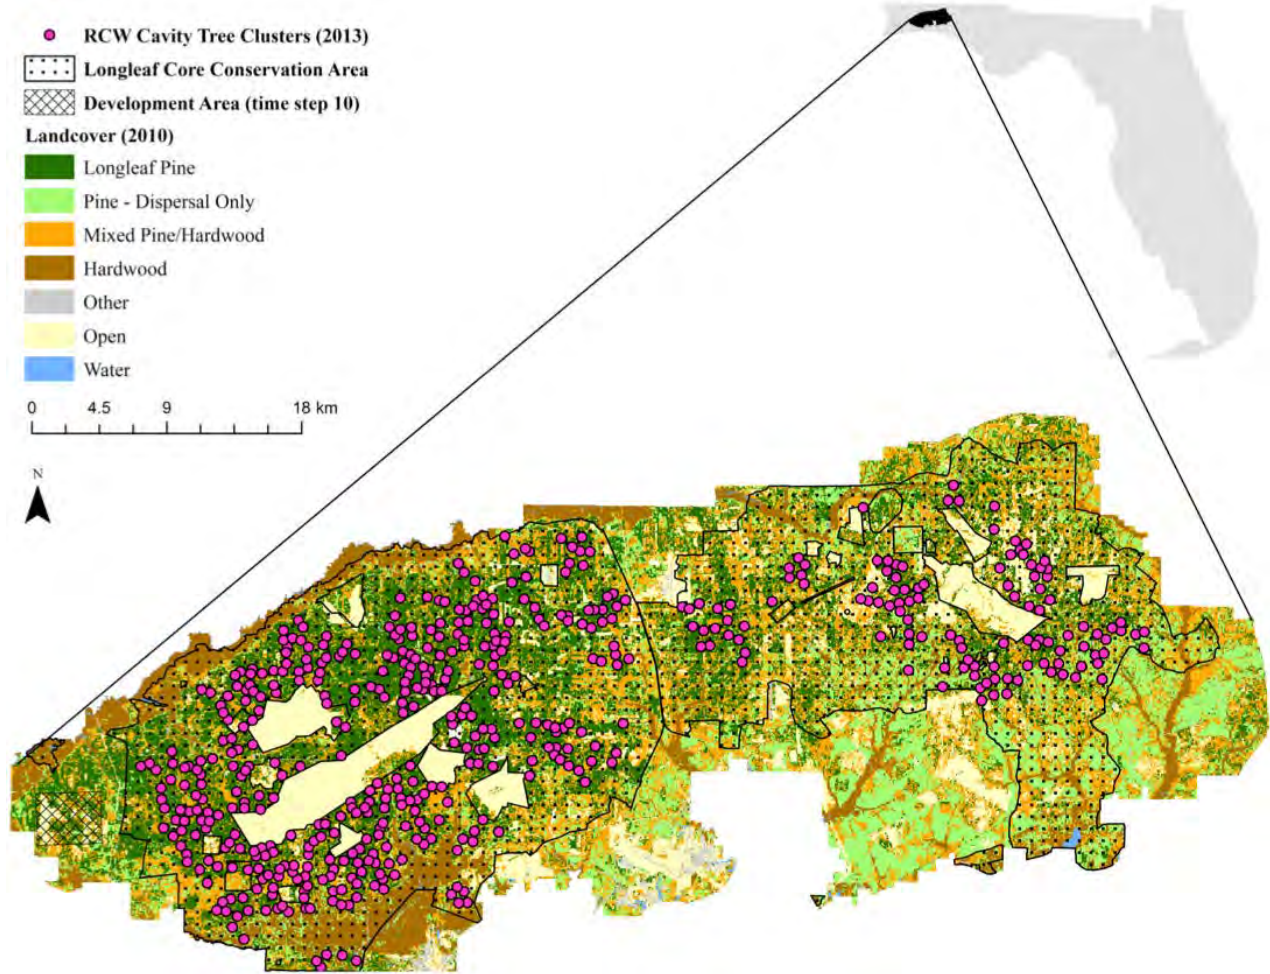 RCW Cavity Tree Clusters (2013)
Longleaf Core Conservation Area
Development Area (time step 10)
Landcover (2010)
Longleaf Pine
Pine - Dispersal Only
Mixed Pine/Hardwood
Hardwood
Other
Open
Water
0 4.5 9 18 km
N